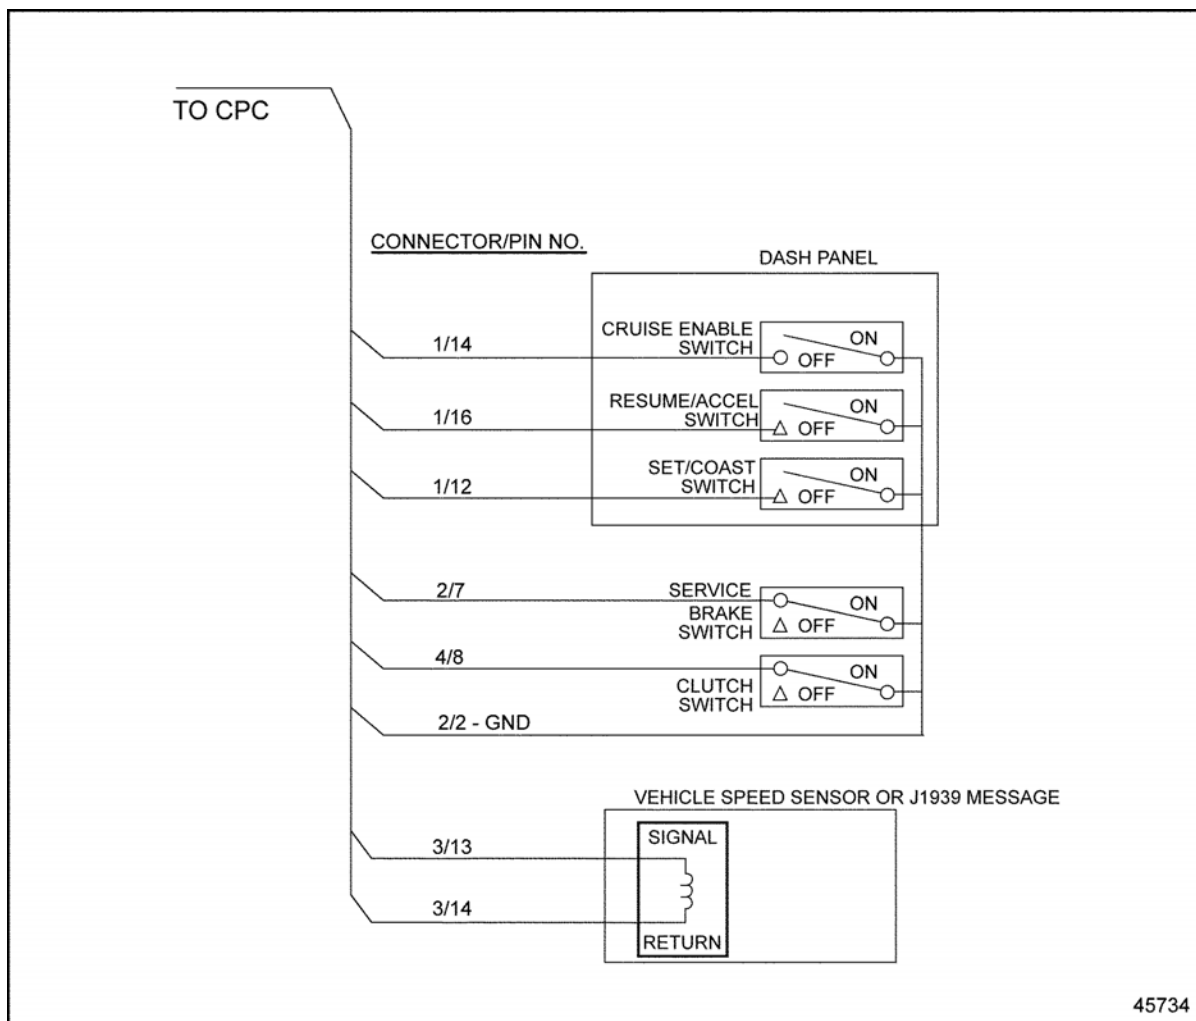 TO CPC
CONNECTOR/PIN NO.
DASH PANEL
1/14
CRUISE ENABLE
SWITCH
ON
OFF
1/16
RESUME/ACCEL
SWITCH
ON
OFF
1/12
SET/COAST
SWITCH
ON
OFF
2/7
SERVICE
BRAKE
SWITCH
ON
OFF
4/8
CLUTCH
SWITCH
ON
OFF
2/2 - GND
VEHICLE SPEED SENSOR OR J1939 MESSAGE
3/13
SIGNAL
3/14
RETURN
45734